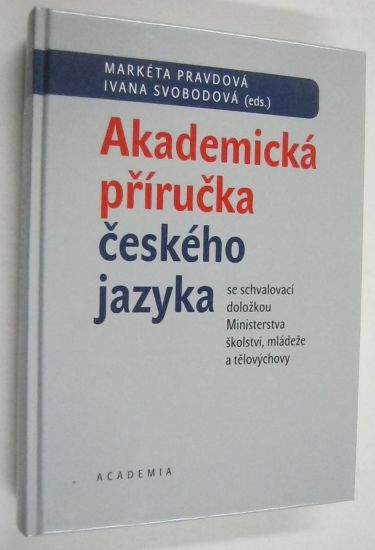 MARKÉTA PRAVDOVÁ
IVANA SVOBODOVÁ (eds.)
Akademická
příručka
českého
jazyka
se schvalovací
doložkou
Ministerstva
školství, mládeže
a tělovýchovy
ACADEMIA